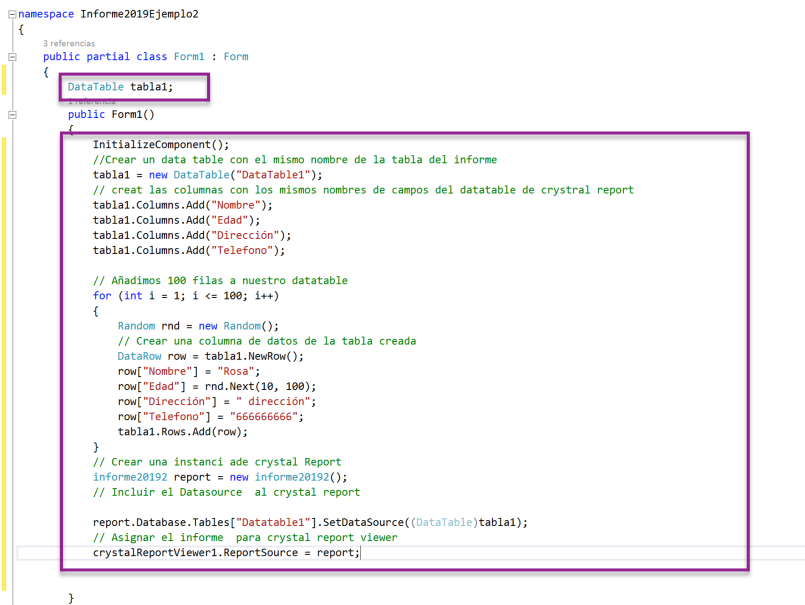 namespace Informe2019Ejemplo2
{
3 referencias
public partial class Form1 : Form
{
DataTable tabla1;
1 referencia
public Form1()
{
InitializeComponent();
//Crear un data table con el mismo nombre de la tabla del informe
tabla1 = new DataTable("DataTable1");
// creat las columnas con los mismos nombres de campos del datatable de crystral report
tabla1.Columns.Add("Nombre");
tabla1.Columns.Add("Edad");
tabla1.Columns.Add("Dirección");
tabla1.Columns.Add("Telefono");
// Añadimos 100 filas a nuestro datatable
for (int i = 1; i <= 100; i++)
{
Random rnd = new Random();
// Crear una columna de datos de la tabla creada
DataRow row = tabla1.NewRow();
row["Nombre"] = "Rosa";
row["Edad"] = rnd.Next(10, 100);
row["Dirección"] = " dirección";
row["Telefono"] = "666666666";
tabla1.Rows.Add(row);
}
// Crear una instanci ade crystal Report
informe20192 report = new informe20192();
// Incluir el Datasource  al crystal report
report.Database.Tables["Datatable1"].SetDataSource((DataTable)tabla1);
// Asignar el informe  para crystal report viewer
crystalReportViewer1.ReportSource = report;
}